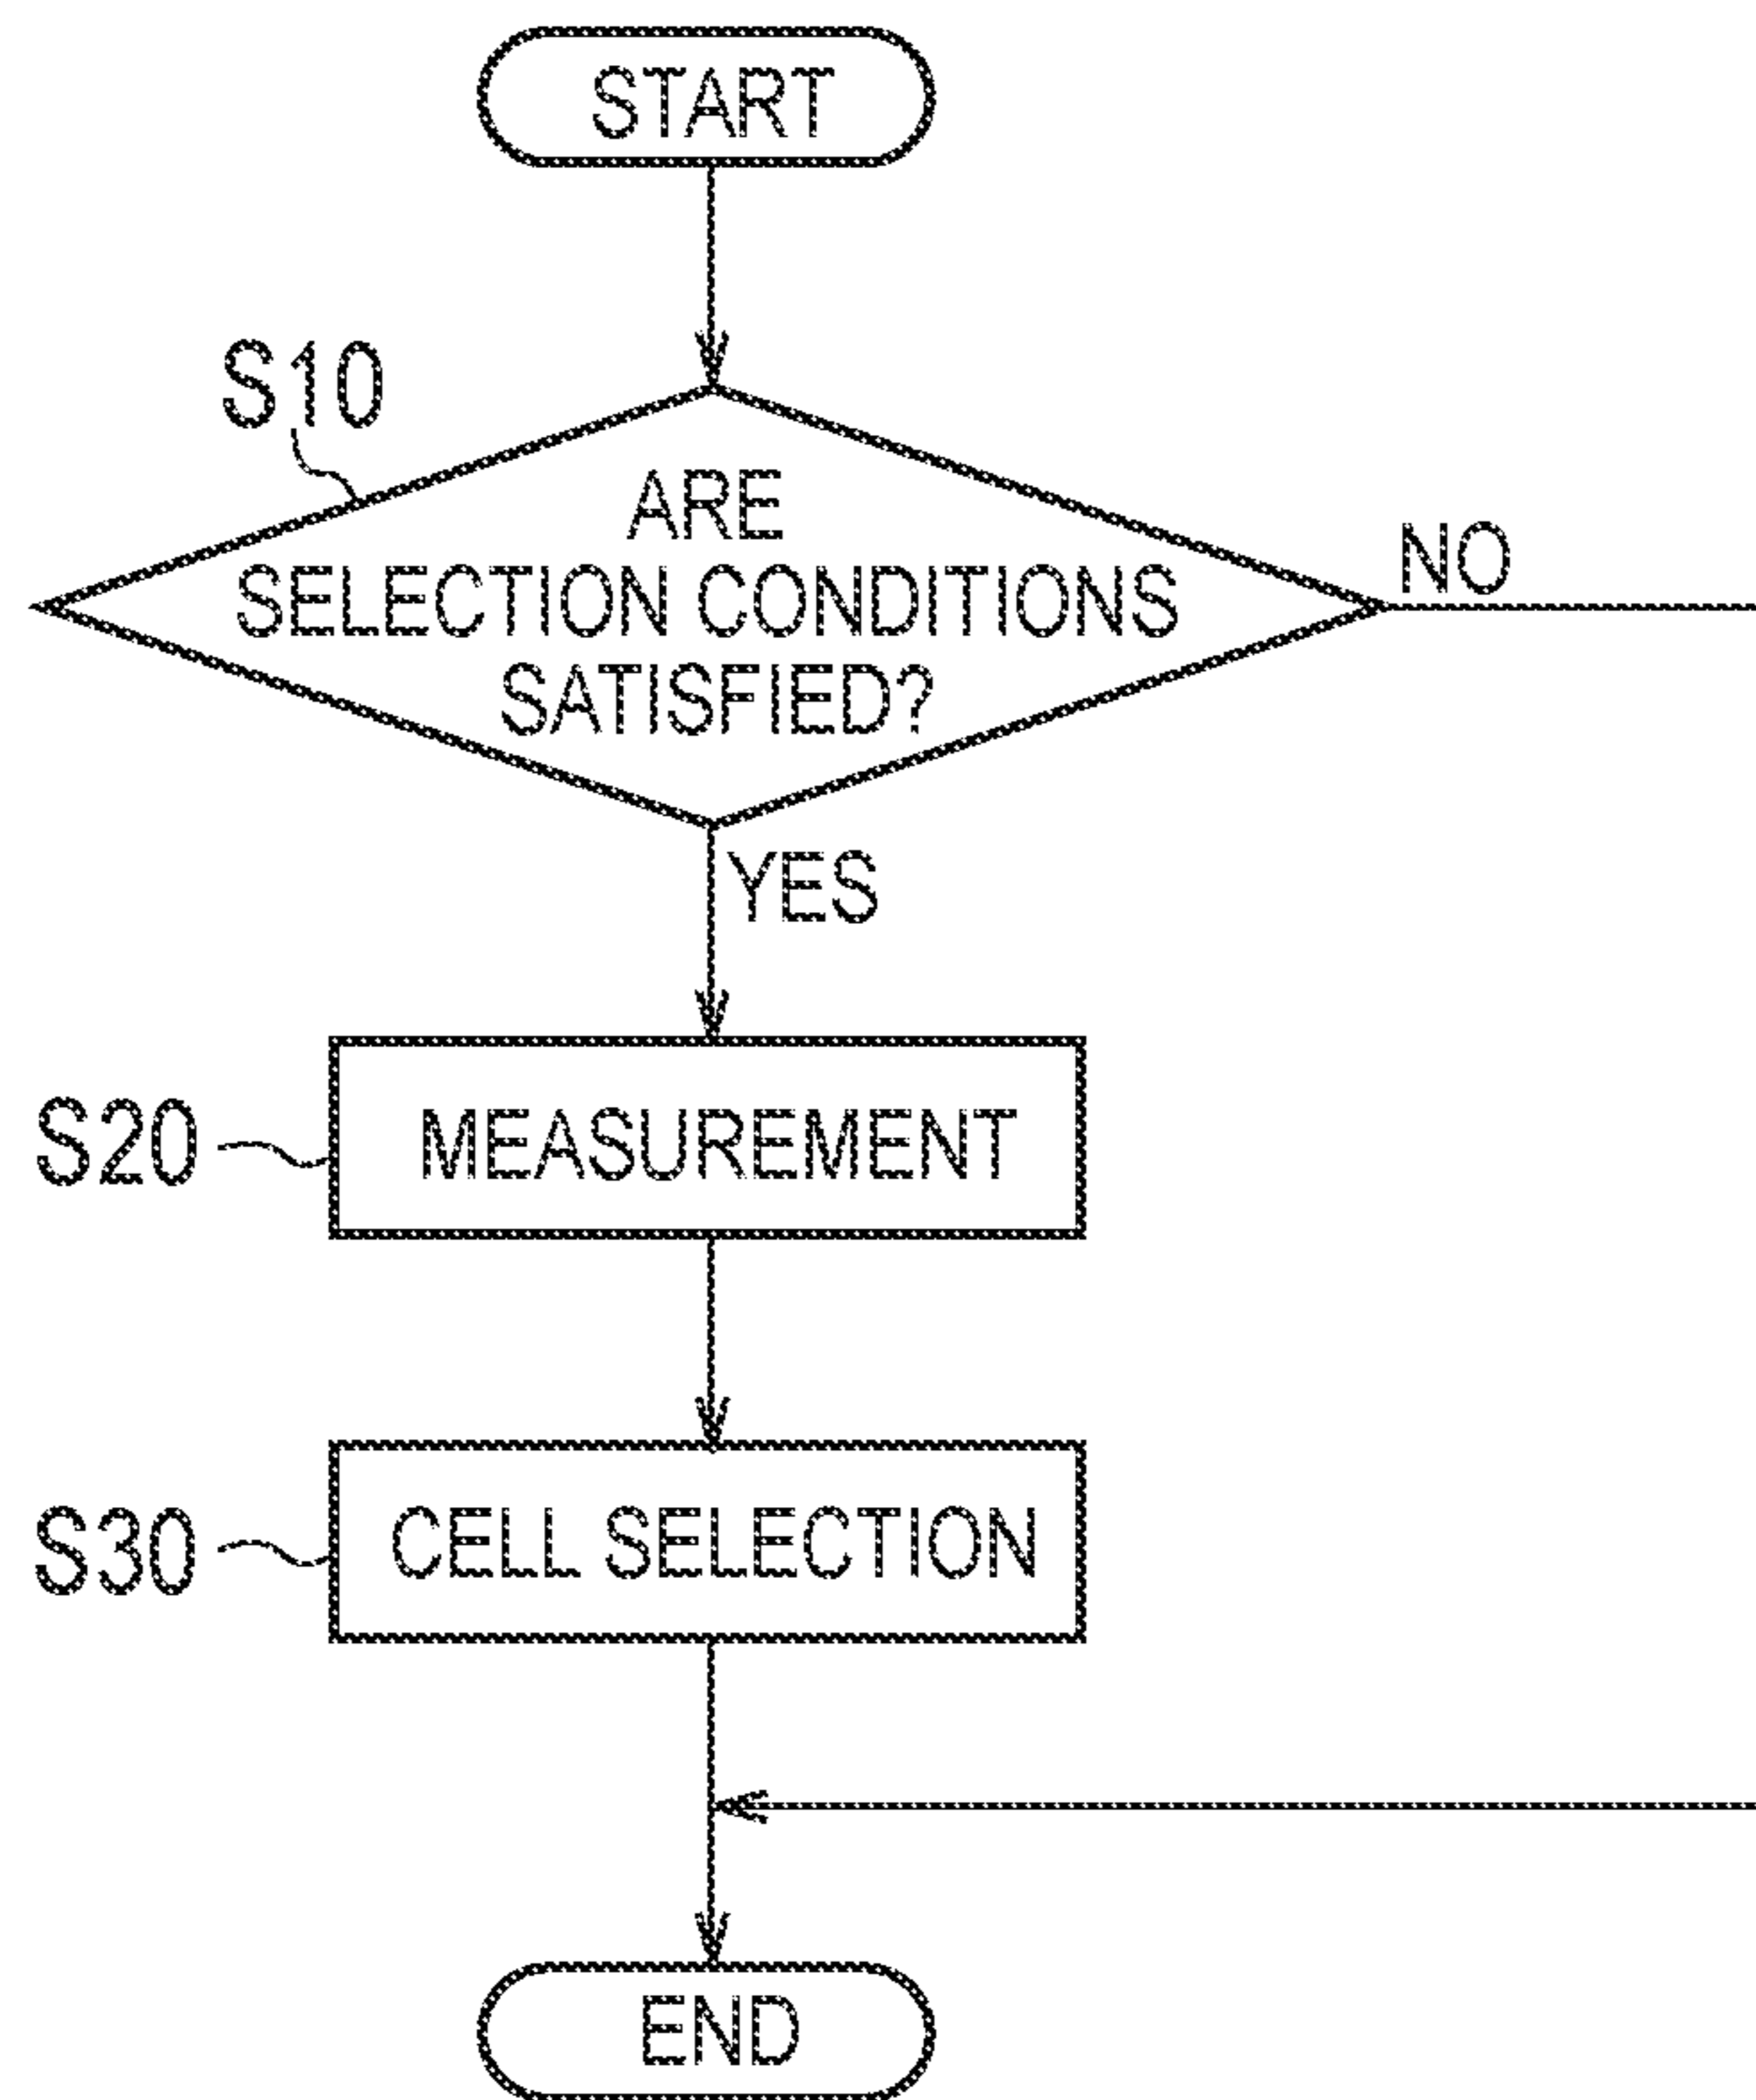 START
S10
ARE
SELECTION CONDITIONS
SATISFIED?
NO
YES
S20
MEASUREMENT
S30
CELL SELECTION
END